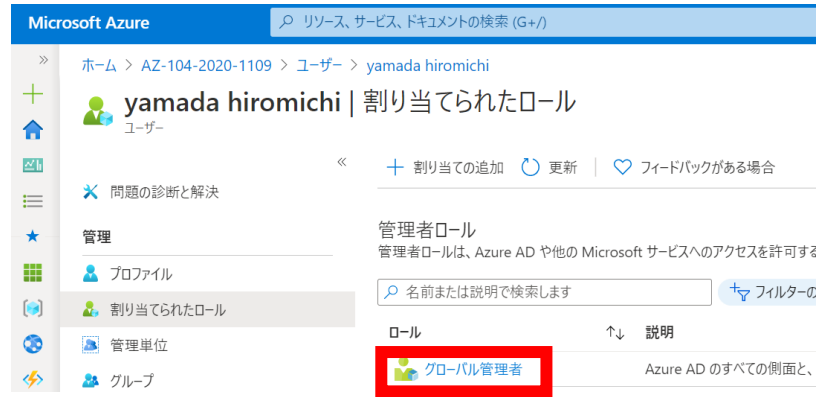 Microsoft Azure
リソース、サービス、ドキュメントの検索 (G+/)
ホーム > AZ-104-2020-1109 > ユーザー > yamada hiromichi
yamada hiromichi | 割り当てられたロール
ユーザー
割り当ての追加 更新 フィードバックがある場合
問題の診断と解決
管理
プロファイル
割り当てられたロール
管理単位
グループ
管理者ロール
管理者ロールは、Azure AD や他の Microsoft サービスへのアクセスを許可する
名前または説明で検索します
フィルターの
ロール 説明
グローバル管理者 Azure AD のすべての側面と、